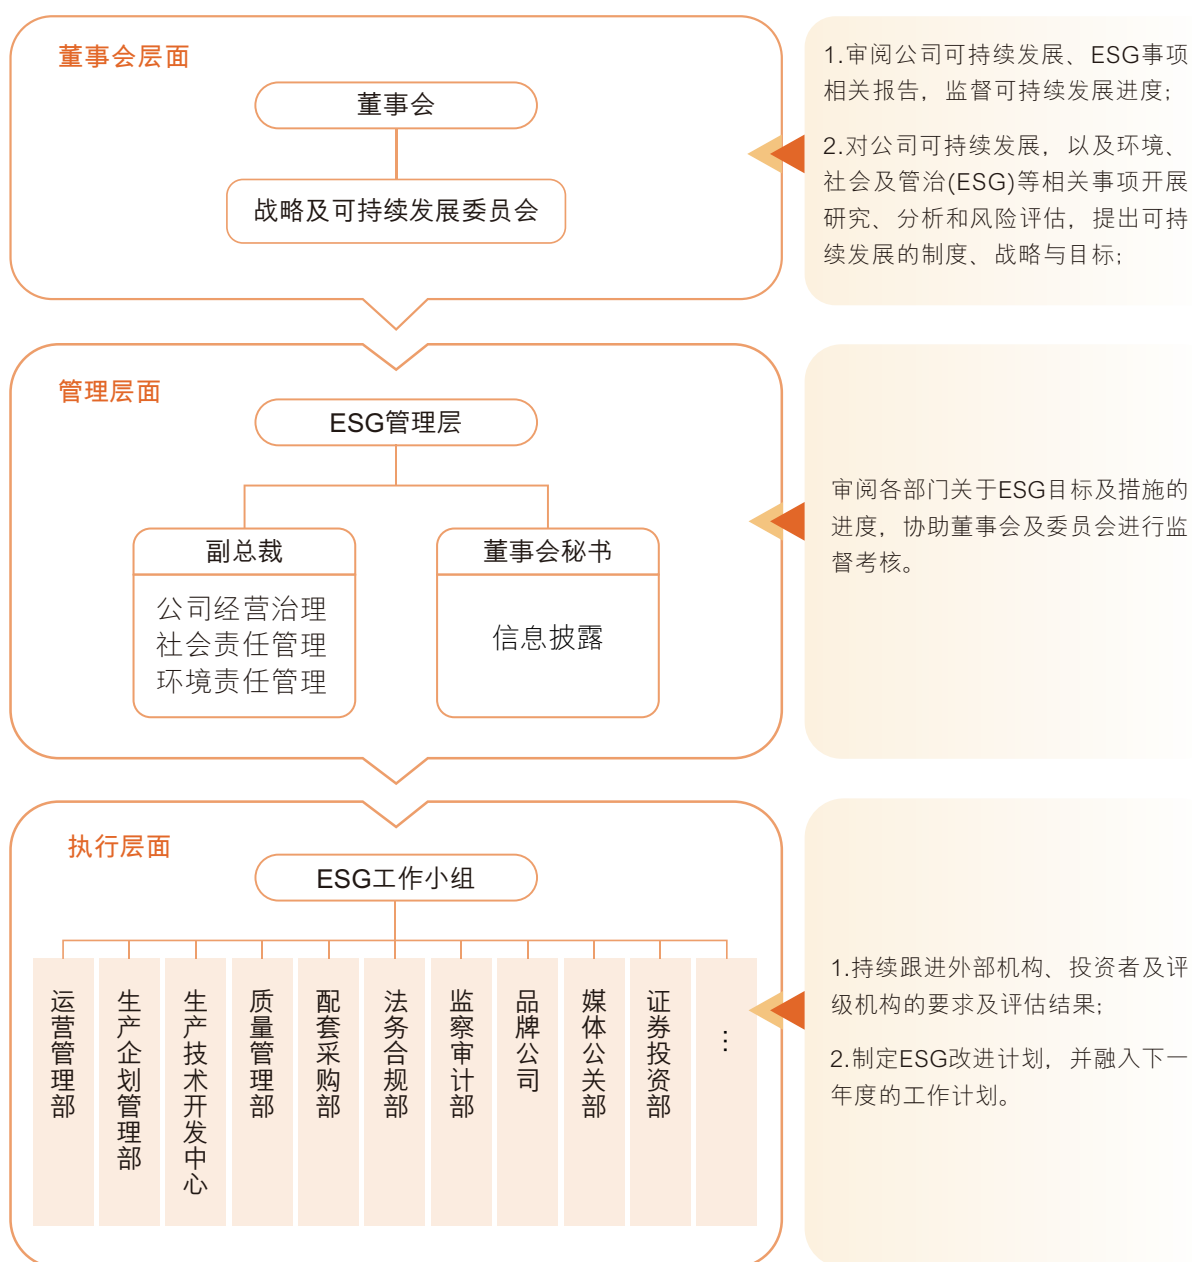 董事会层面
董事会
战略及可持续发展委员会
1.审阅公司可持续发展、ESG事项
相关报告，监督可持续发展进度;
2.对公司可持续发展，以及环境、
社会及管治(ESG)等相关事项开展
研究、分析和风险评估，提出可持
续发展的制度、战略与目标;
管理层面
ESG管理层
副总裁
公司经营治理
社会责任管理
环境责任管理
董事会秘书
信息披露
审阅各部门关于ESG目标及措施的
进度，协助董事会及委员会进行监
督考核。
执行层面
ESG工作小组
运营管理部
生产企划管理部
生产技术开发中心
质量管理部
配套采购部
法务合规部
监察审计部
品牌公司
媒体公关部
证券投资部
…
1.持续跟进外部机构、投资者及评
级机构的要求及评估结果;
2.制定ESG改进计划，并融入下一
年度的工作计划。